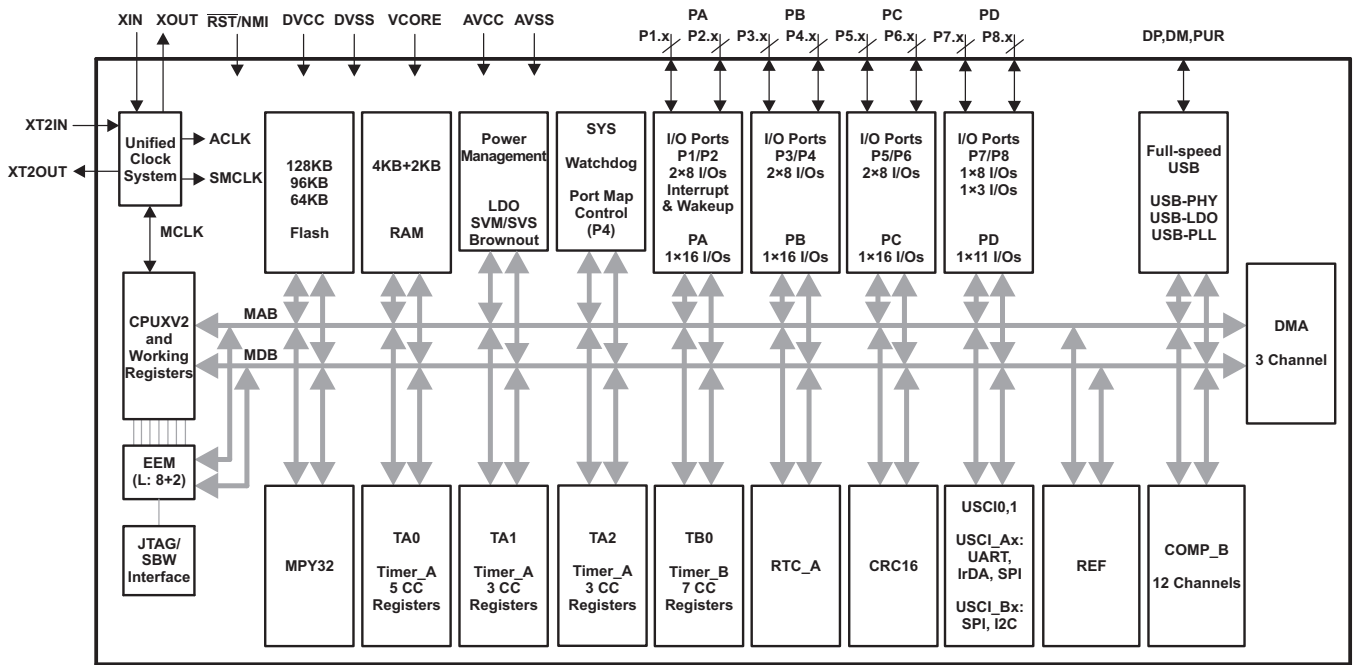 XIN
XOUT
RST/NMI
DVCC
DVSS
VCORE
AVCC
AVSS
PA
PB
PC
PD
P1.x
P2.x
P3.x
P4.x
P5.x
P6.x
P7.x
P8.x
DP,DM,PUR
XT2IN
XT2OUT
Unified
Clock
System
ACLK
SMCLK
MCLK
128KB
96KB
64KB
Flash
4KB+2KB
RAM
Power
Management
LDO
SVM/SVS
Brownout
SYS
Watchdog
Port Map
Control
(P4)
I/O Ports
P1/P2
2×8 I/Os
Interrupt
& Wakeup
PA
1×16 I/Os
I/O Ports
P3/P4
2×8 I/Os
PB
1×16 I/Os
I/O Ports
P5/P6
2×8 I/Os
PC
1×16 I/Os
I/O Ports
P7/P8
1×8 I/Os
1×3 I/Os
PD
1×11 I/Os
Full-speed
USB
USB-PHY
USB-LDO
USB-PLL
CPUXV2
and
Working
Registers
MAB
MDB
DMA
3 Channel
EEM
(L: 8+2)
JTAG/
SBW
Interface
MPY32
TA0
Timer_A
5 CC
Registers
TA1
Timer_A
3 CC
Registers
TA2
Timer_A
3 CC
Registers
TB0
Timer_B
7 CC
Registers
RTC_A
CRC16
USCI0,1
USCI_Ax:
UART,
IrDA, SPI
USCI_Bx:
SPI, I2C
REF
COMP_B
12 Channels